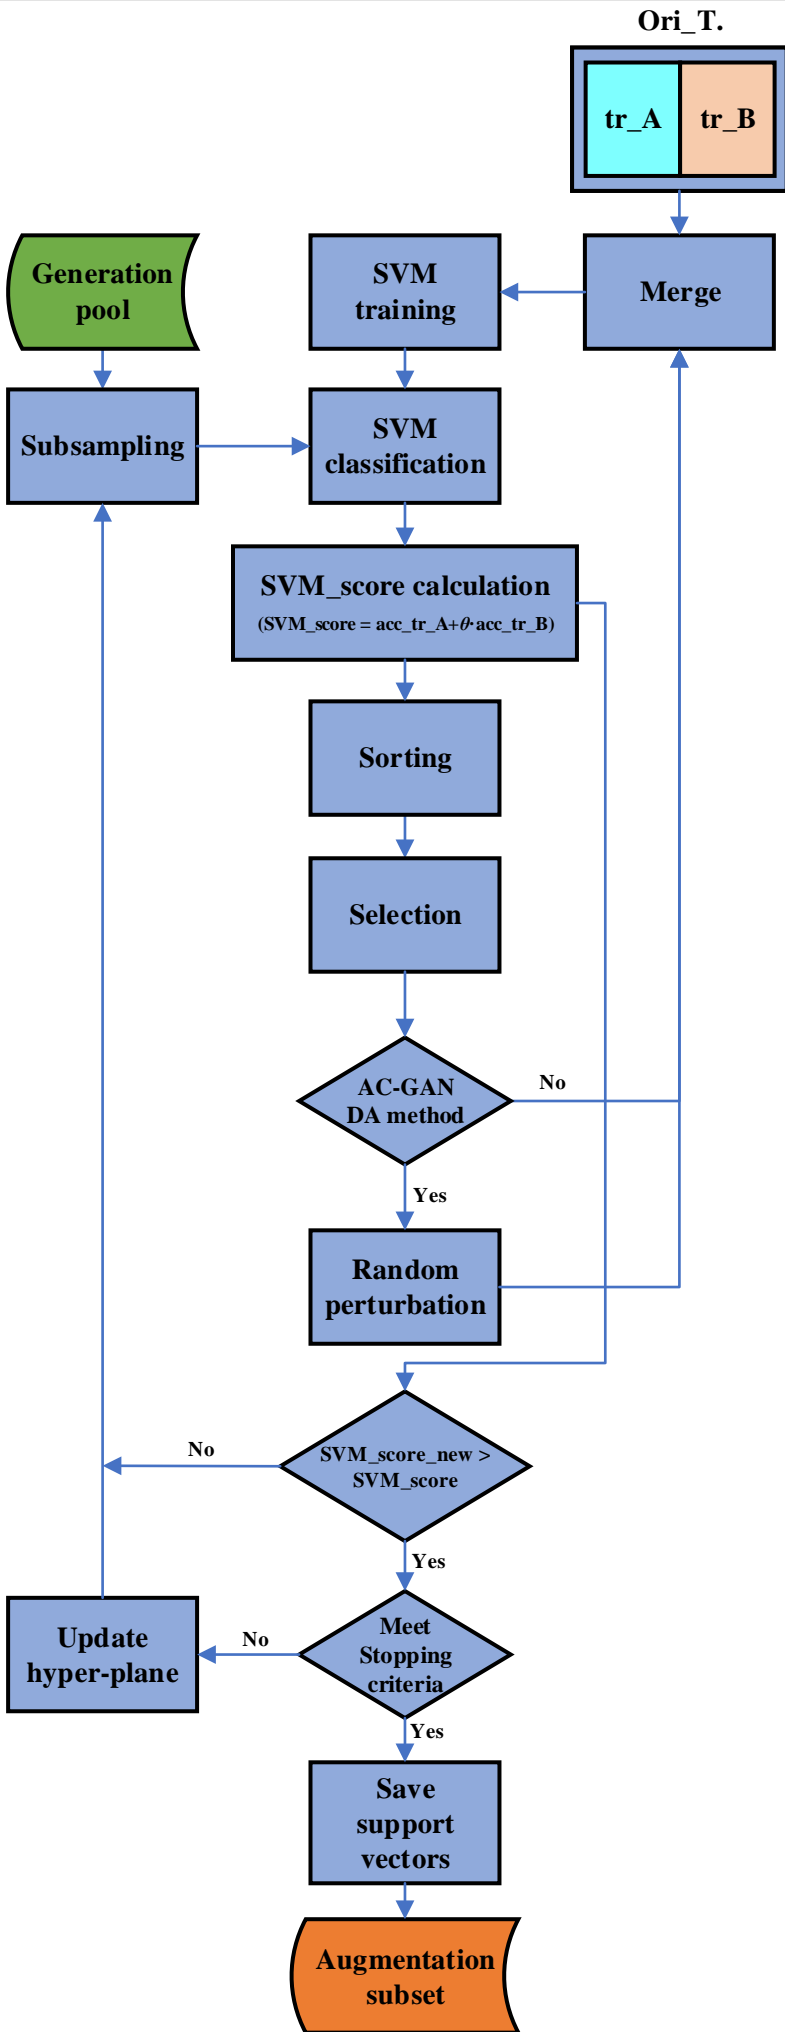 Ori_T.
tr_A
tr_B
Generation
pool
SVM
training
Merge
Subsampling
SVM
classification
SVM_score calculation
(SVM_score = acc_tr_A+θ·acc_tr_B)
Sorting
Selection
AC-GAN
DA method
No
Yes
Random
perturbation
SVM_score_new >
SVM_score
No
Yes
Update
hyper-plane
No
Meet
Stopping
criteria
Yes
Save
support
vectors
Augmentation
subset